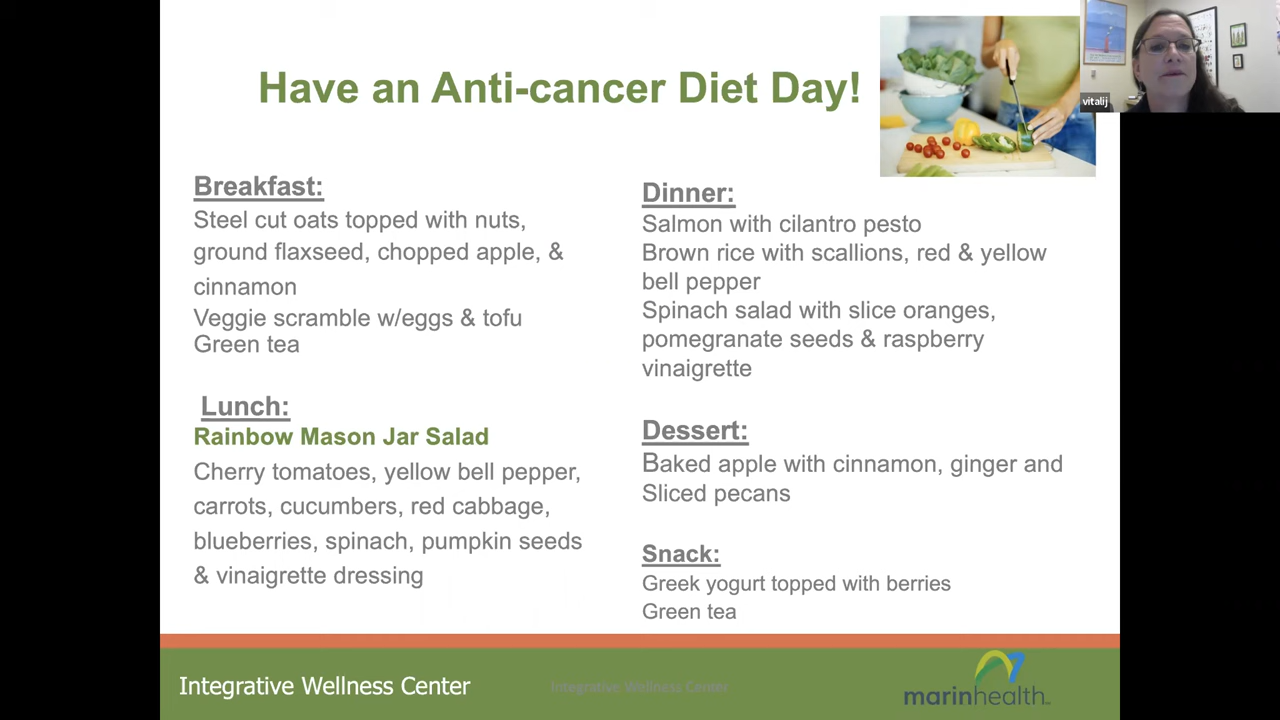 Have an Anti-cancer Diet Day!
vitalij
Breakfast:
Steel cut oats topped with nuts,
ground flaxseed, chopped apple, &
cinnamon
Veggie scramble w/eggs & tofu
Green tea
Lunch:
Rainbow Mason Jar Salad
Cherry tomatoes, yellow bell pepper,
carrots, cucumbers, red cabbage,
blueberries, spinach, pumpkin seeds
& vinaigrette dressing
Dinner:
Salmon with cilantro pesto
Brown rice with scallions, red & yellow
bell pepper
Spinach salad with slice oranges,
pomegranate seeds & raspberry
vinaigrette
Dessert:
Baked apple with cinnamon, ginger and
Sliced pecans
Snack:
Greek yogurt topped with berries
Green tea
Integrative Wellness Center
Integrative Wellness Center
marinhealth